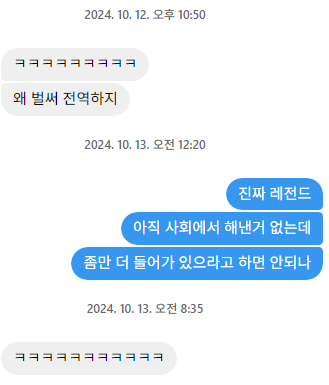 2024. 10. 12. 오후 10:50
ㅋㅋㅋㅋㅋㅋㅋㅋㅋ
왜 벌써 전역하지
2024. 10. 13. 오전 12:20
진짜 레전드
아직 사회에서 해낸거 없는데
좀만 더 들어가 있으라고 하면 안되나
2024. 10. 13. 오전 8:35
ㅋㅋㅋㅋㅋㅋㅋㅋㅋㅋㅋ